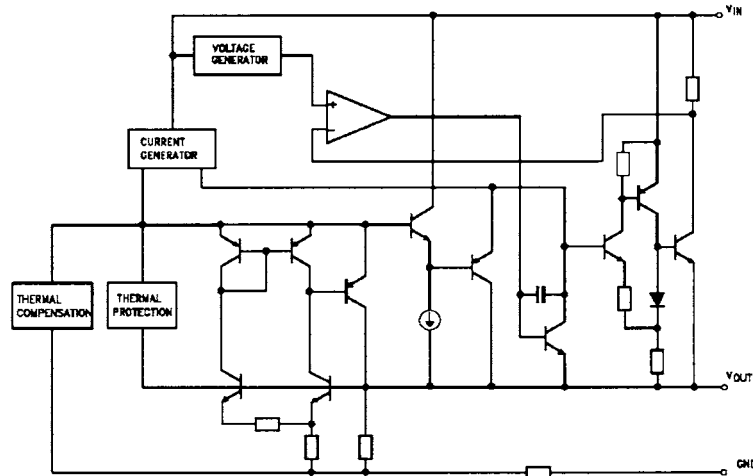 VIN
VOLTAGE
GENERATOR
+
−
CURRENT
GENERATOR
THERMAL
COMPENSATION
THERMAL
PROTECTION
VOUT
GND